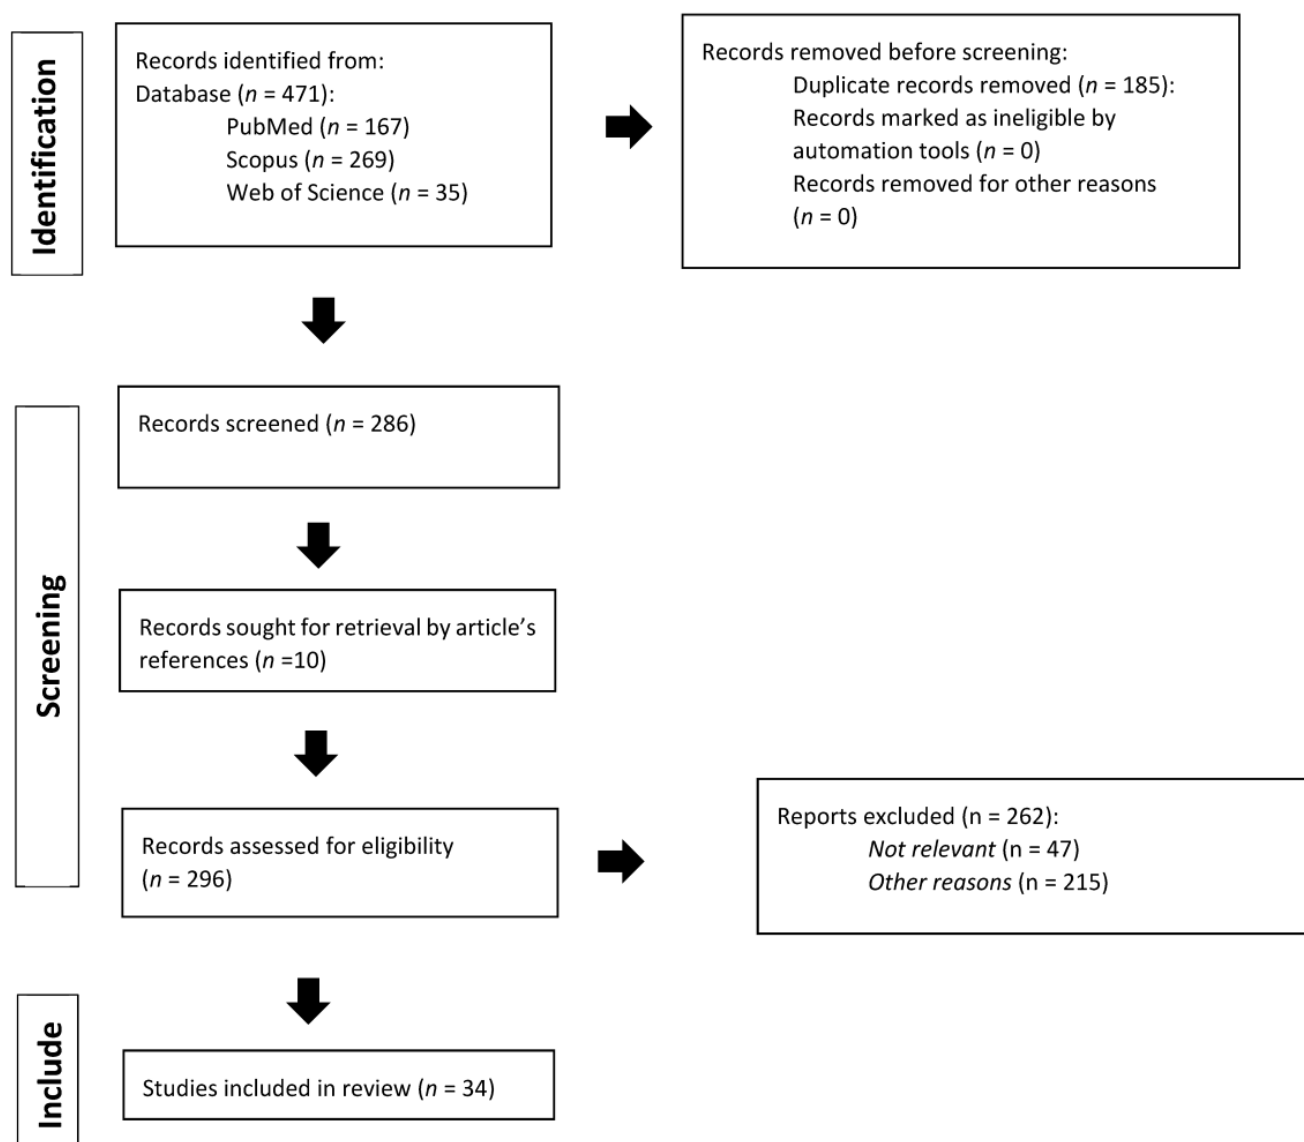 Identification
Records identified from:
Database (n = 471):
PubMed (n = 167)
Scopus (n = 269)
Web of Science (n = 35)
Records removed before screening:
Duplicate records removed (n = 185):
Records marked as ineligible by
automation tools (n = 0)
Records removed for other reasons
(n = 0)
Screening
Records screened (n = 286)
Records sought for retrieval by article’s
references (n =10)
Records assessed for eligibility
(n = 296)
Reports excluded (n = 262):
Not relevant (n = 47)
Other reasons (n = 215)
Include
Studies included in review (n = 34)